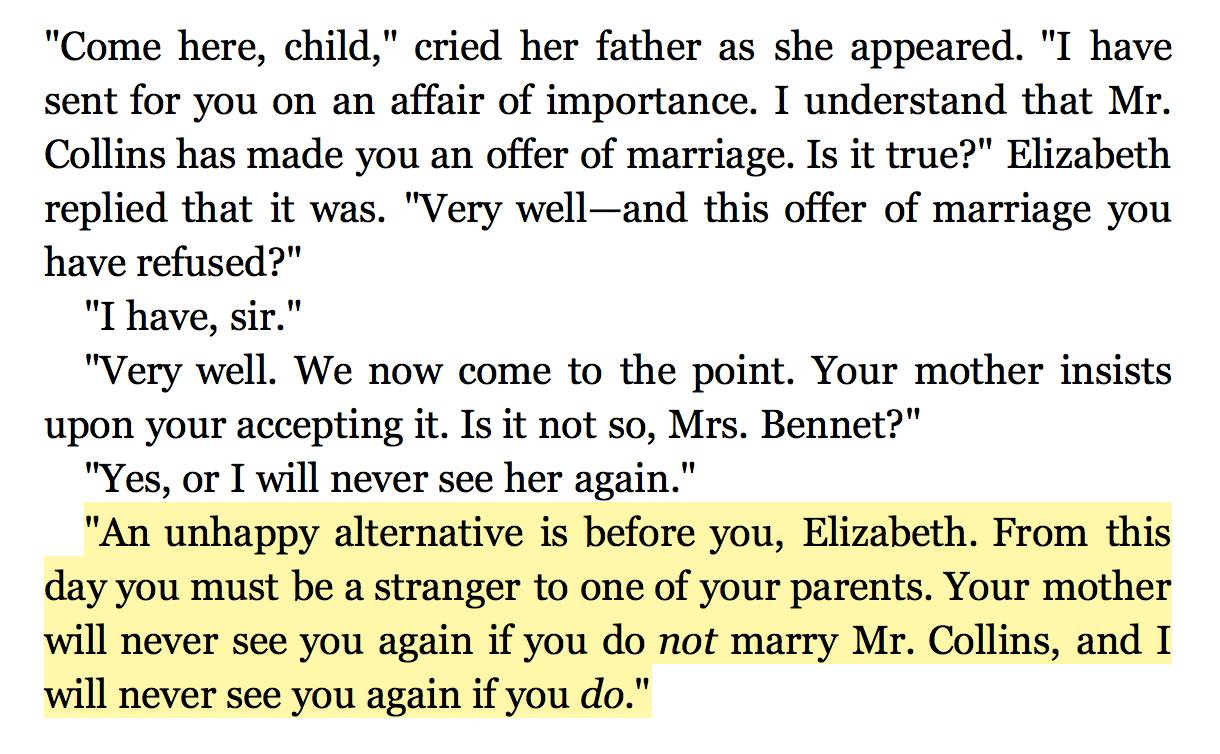 "Come here, child," cried her father as she appeared. "I have
sent for you on an affair of importance. I understand that Mr.
Collins has made you an offer of marriage. Is it true?" Elizabeth
replied that it was. "Very well—and this offer of marriage you
have refused?"
"I have, sir."
"Very well. We now come to the point. Your mother insists
upon your accepting it. Is it not so, Mrs. Bennet?"
"Yes, or I will never see her again."
"An unhappy alternative is before you, Elizabeth. From this
day you must be a stranger to one of your parents. Your mother
will never see you again if you do not marry Mr. Collins, and I
will never see you again if you do."